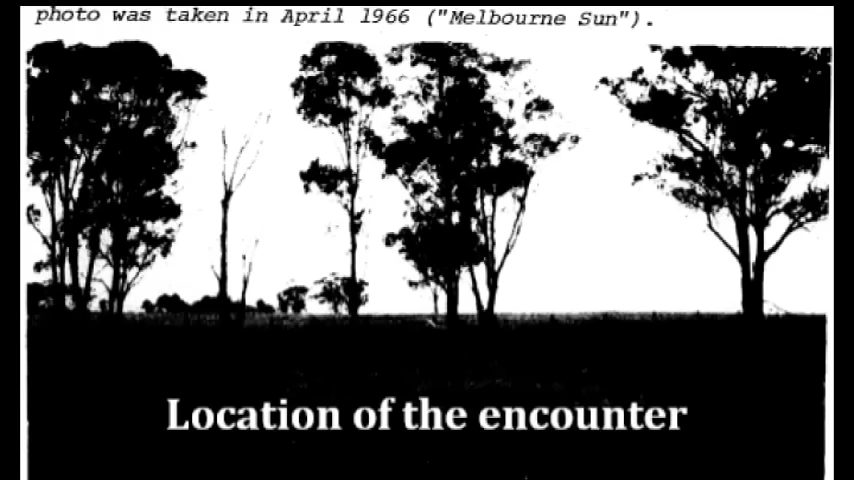 photo was taken in April 1966 ("Melbourne Sun").
Location of the encounter